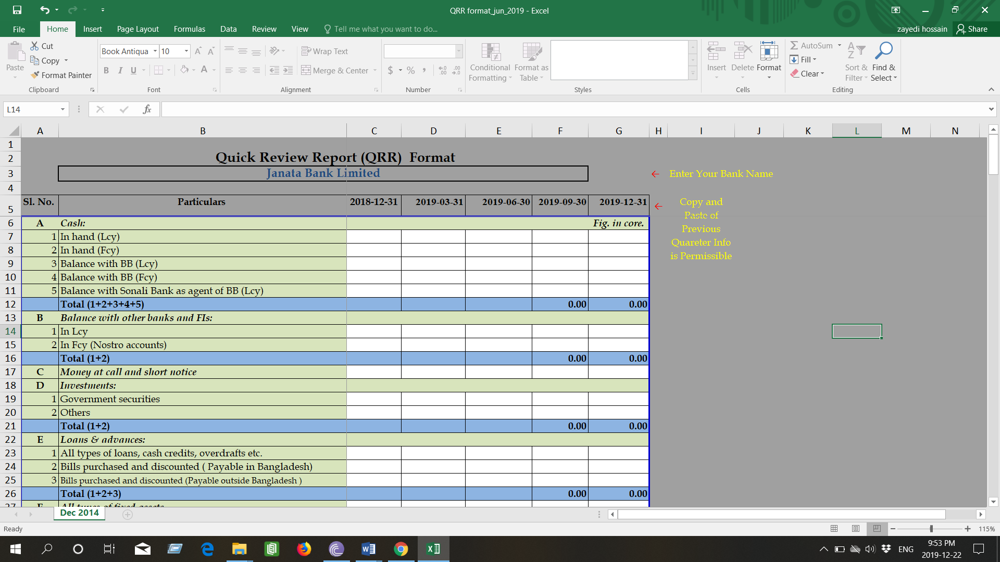 QRR format_jun_2019 - Excel
File Home Insert Page Layout Formulas Data Review View Tell me what you want to do... zayedi hossain Share
Cut
Copy
Format Painter
Paste
Clipboard
Book Antiqua 10
B I U
Font
Wrap Text
Merge & Center
Alignment
$ % ,
Number
Conditional Formatting
Format as Table
Styles
Insert Delete Format
Cells
AutoSum
Fill
Clear
Sort & Filter
Find & Select
Editing
L14 fx
A B C D E F G H I J K L M N
1
2 Quick Review Report (QRR) Format
3 Janata Bank Limited ← Enter Your Bank Name
4
5 Sl. No. Particulars 2018-12-31 2019-03-31 2019-06-30 2019-09-30 2019-12-31 ← Copy and
Paste of
Previous
Quareter Info
is Permissible
6 A Cash: Fig. in core.
7 1 In hand (Lcy)
8 2 In hand (Fcy)
9 3 Balance with BB (Lcy)
10 4 Balance with BB (Fcy)
11 5 Balance with Sonali Bank as agent of BB (Lcy)
12 Total (1+2+3+4+5) 0.00 0.00
13 B Balance with other banks and FIs:
14 1 In Lcy
15 2 In Fcy (Nostro accounts)
16 Total (1+2) 0.00 0.00
17 C Money at call and short notice
18 D Investments:
19 1 Government securities
20 2 Others
21 Total (1+2) 0.00 0.00
22 E Loans & advances:
23 1 All types of loans, cash credits, overdrafts etc.
24 2 Bills purchased and discounted ( Payable in Bangladesh)
25 3 Bills purchased and discounted (Payable outside Bangladesh )
26 Total (1+2+3) 0.00 0.00
27 F All types of fixed assets
Dec 2014
Ready 115%
ENG 9:53 PM
2019-12-22